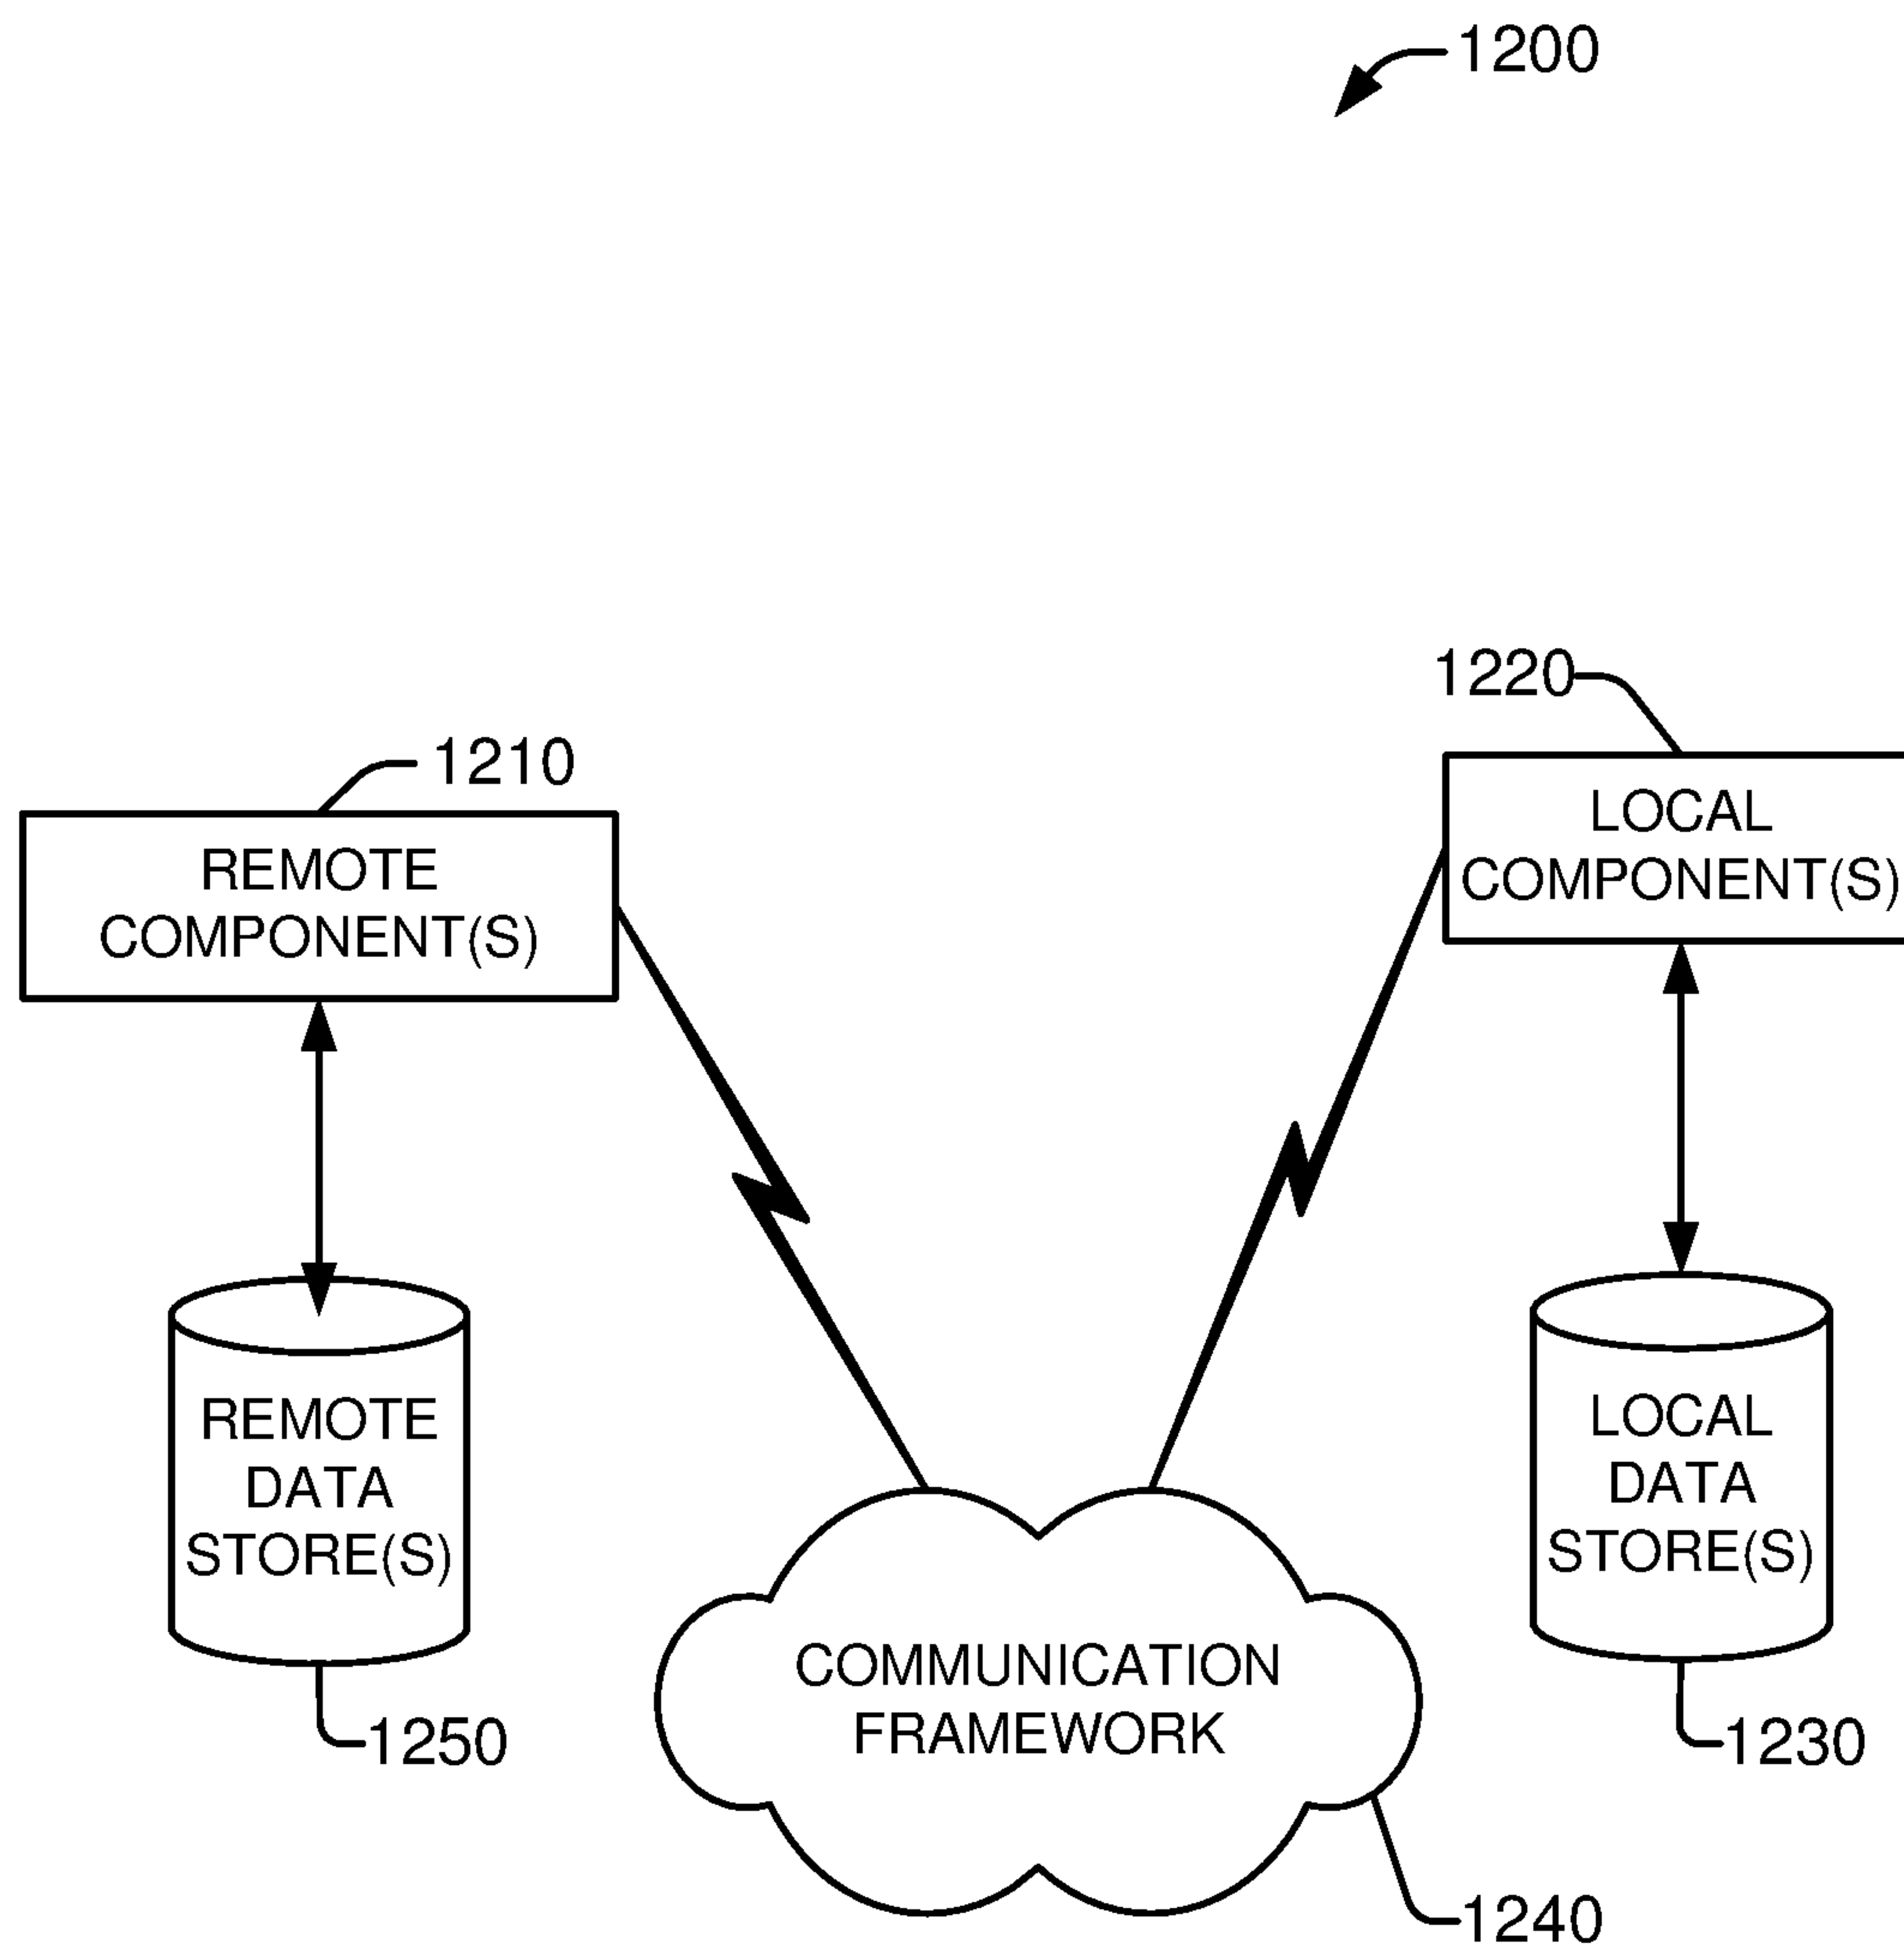 1200
1220
1210
LOCAL
COMPONENT(S)
REMOTE
COMPONENT(S)
REMOTE
DATA
STORE(S)
LOCAL
DATA
STORE(S)
COMMUNICATION
FRAMEWORK
1250
1230
1240